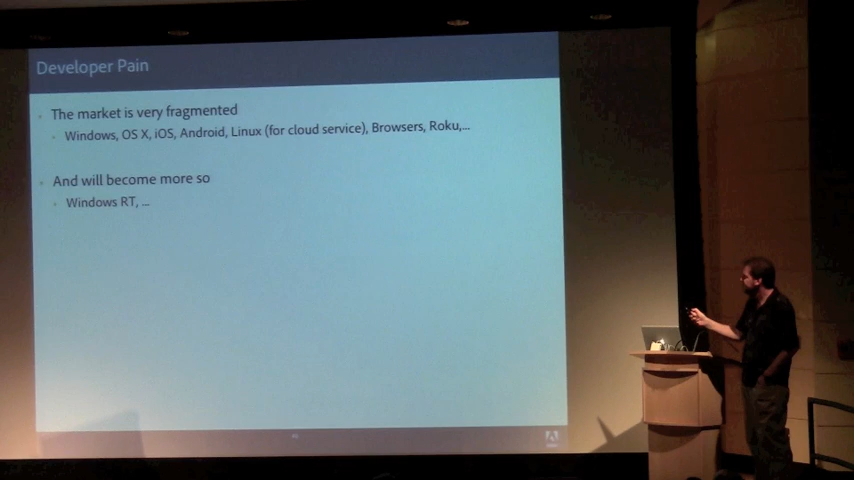 Developer Pain
The market is very fragmented
Windows, OS X, iOS, Android, Linux (for cloud service), Browsers, Roku,...
And will become more so
Windows RT, ...